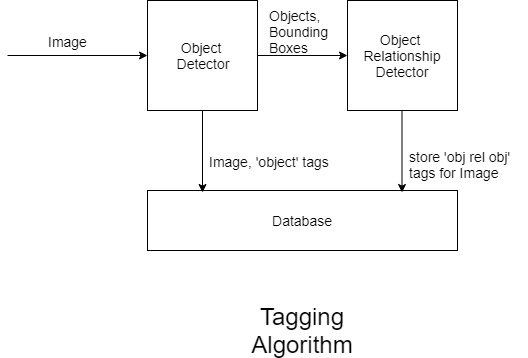 Image
Object
Detector
Objects,
Bounding
Boxes
Object
Relationship
Detector
Image, 'object' tags
store 'obj rel obj'
tags for Image
Database
Tagging
Algorithm